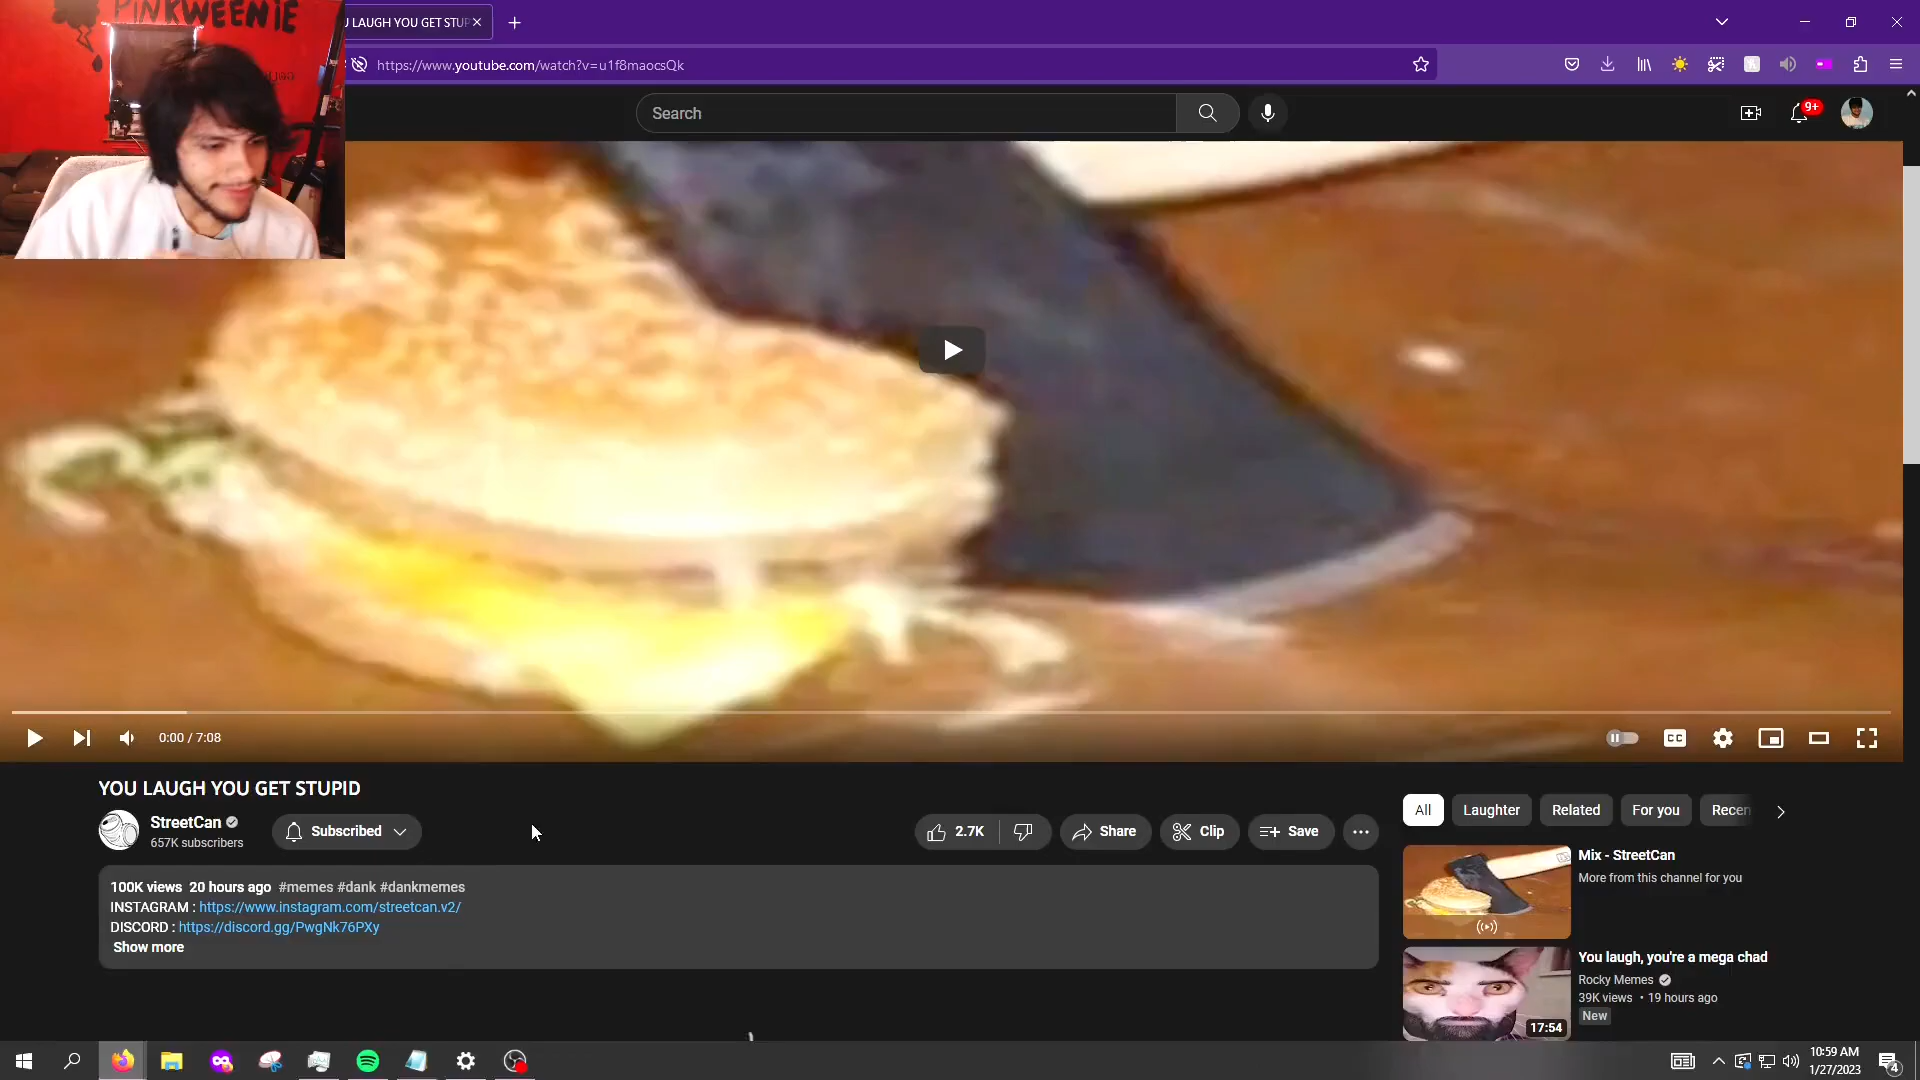 PINKWEENIE
U LAUGH YOU GET STUP
https://www.youtube.com/watch?v=u1f8maocsQk
Search
9+
0:00 / 7:08
CC
YOU LAUGH YOU GET STUPID
StreetCan
657K subscribers
Subscribed
2.7K
Share
Clip
Save
100K views 20 hours ago #memes #dank #dankmemes
INSTAGRAM : https://www.instagram.com/streetcan.v2/
DISCORD : https://discord.gg/PwgNk76PXy
Show more
All
Laughter
Related
For you
Recen
Mix - StreetCan
More from this channel for you
You laugh, you're a mega chad
Rocky Memes
39K views • 19 hours ago
New
17:54
10:59 AM
1/27/2023
4